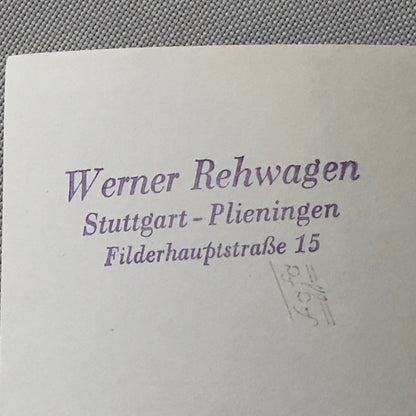 Werner Rehwagen
Stuttgart - Plieningen
Filderhauptstraße 15